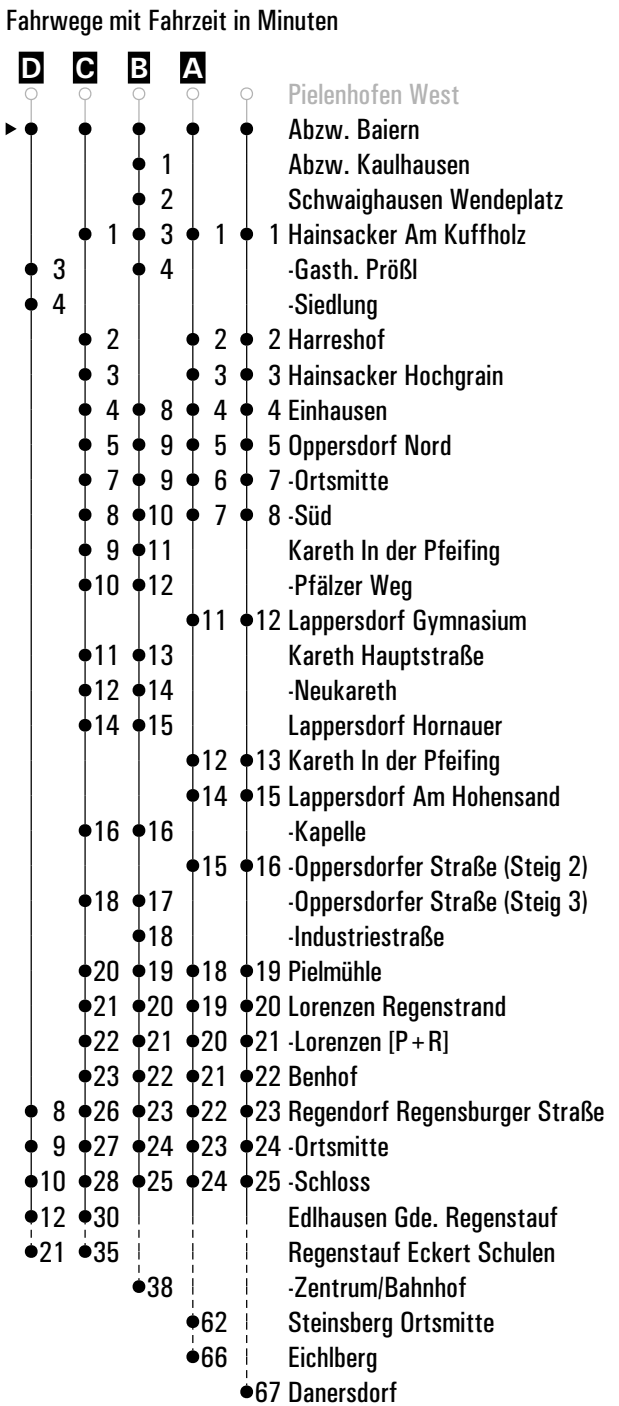 Fahrwege mit Fahrzeit in Minuten
D C B A
Pielenhofen West
Abzw. Baiern
1 Abzw. Kaulhausen
2 Schwaighausen Wendeplatz
1 3 1 1 Hainsacker Am Kuffholz
3 4 -Gasth. Prößl
4 -Siedlung
2 2 2 Harreshof
3 3 3 Hainsacker Hochgrain
4 8 4 4 Einhausen
5 9 5 5 Oppersdorf Nord
7 9 6 7 -Ortsmitte
8 10 7 8 -Süd
9 11 Kareth In der Pfeifing
10 12 -Pfälzer Weg
11 12 Lappersdorf Gymnasium
11 13 Kareth Hauptstraße
12 14 -Neukareth
14 15 Lappersdorf Hornauer
12 13 Kareth In der Pfeifing
14 15 Lappersdorf Am Hohensand
16 16 -Kapelle
15 16 -Oppersdorfer Straße (Steig 2)
18 17 -Oppersdorfer Straße (Steig 3)
18 -Industriestraße
20 19 18 19 Pielmühle
21 20 19 20 Lorenzen Regenstrand
22 21 20 21 -Lorenzen [P+R]
23 22 21 22 Benhof
8 26 23 22 23 Regendorf Regensburger Straße
9 27 24 23 24 -Ortsmitte
10 28 25 24 25 -Schloss
12 30 Edlhausen Gde. Regenstauf
21 35 Regenstauf Eckert Schulen
38 -Zentrum/Bahnhof
62 Steinsberg Ortsmitte
66 Eichlberg
67 Danersdorf